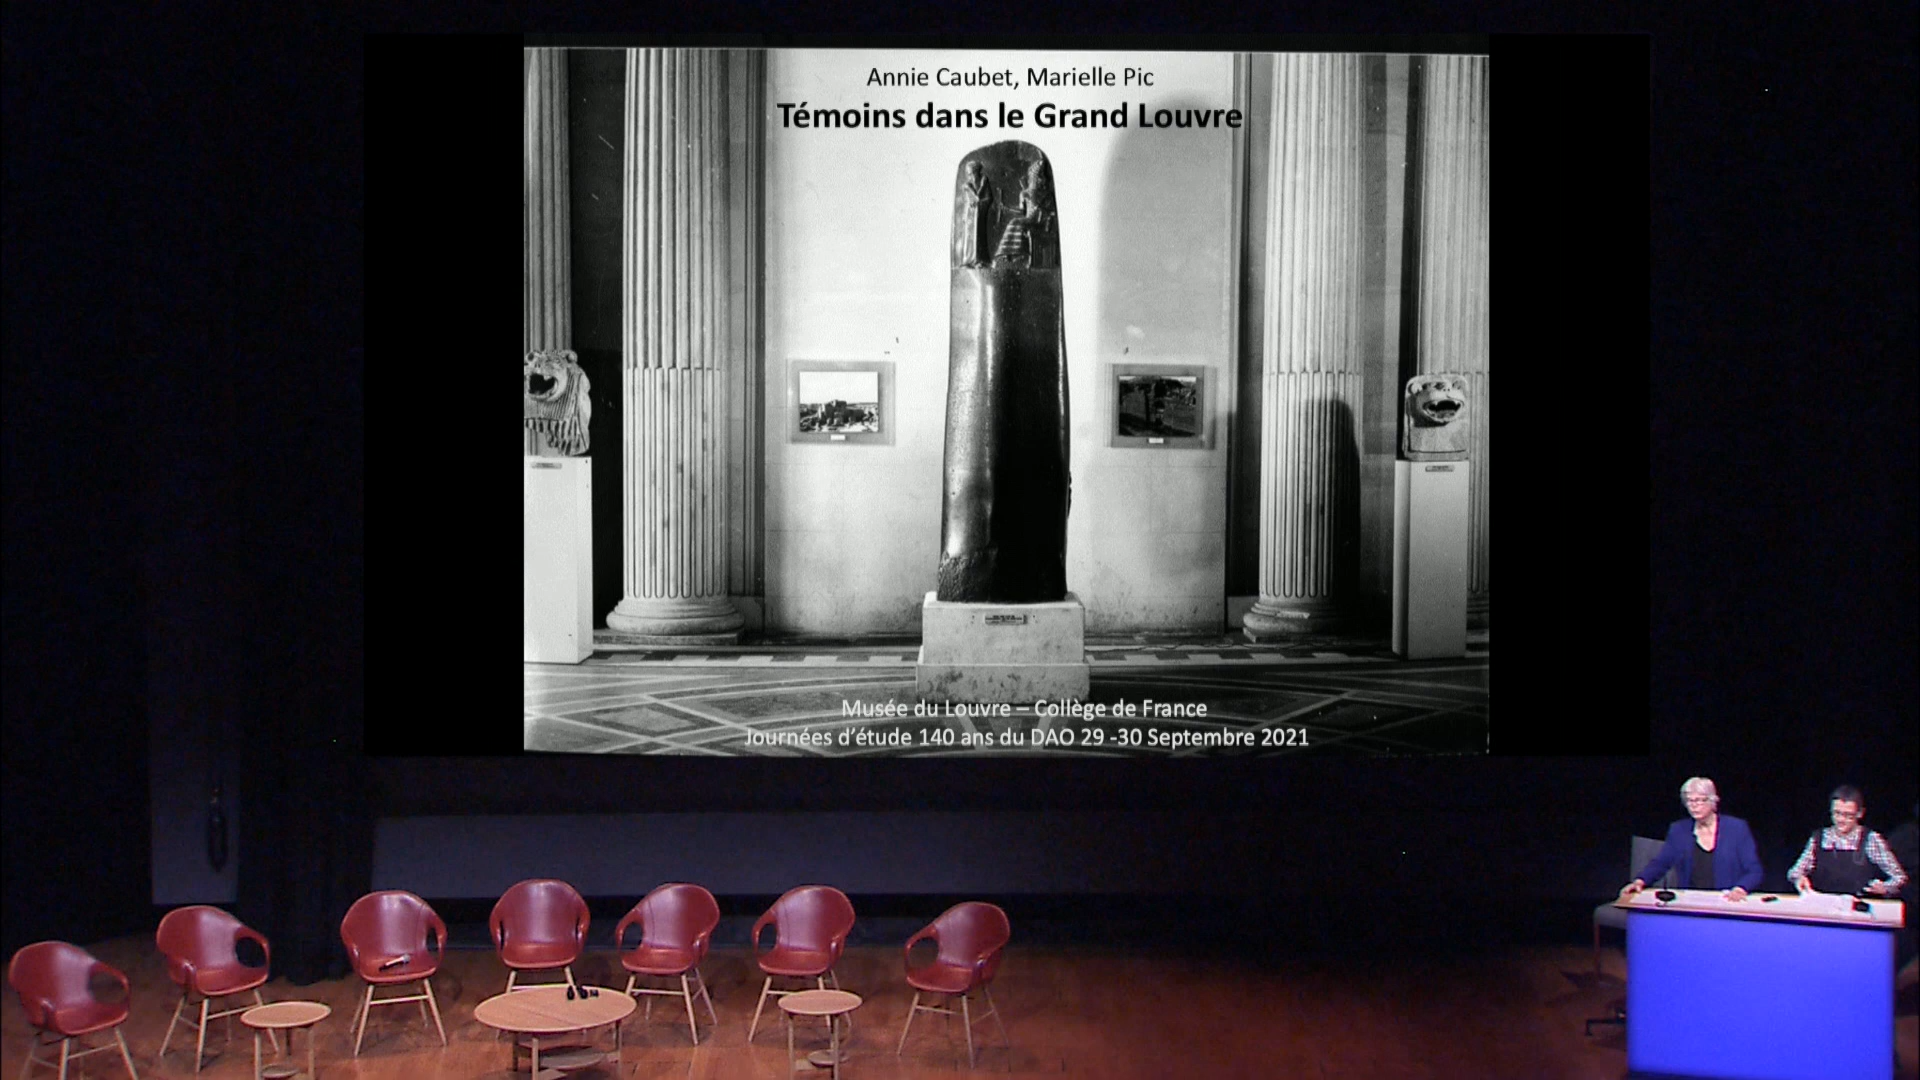 Annie Caubet, Marielle Pic
Témoins dans le Grand Louvre
Musée du Louvre – Collège de France
Journées d'étude 140 ans du DAO 29 -30 Septembre 2021